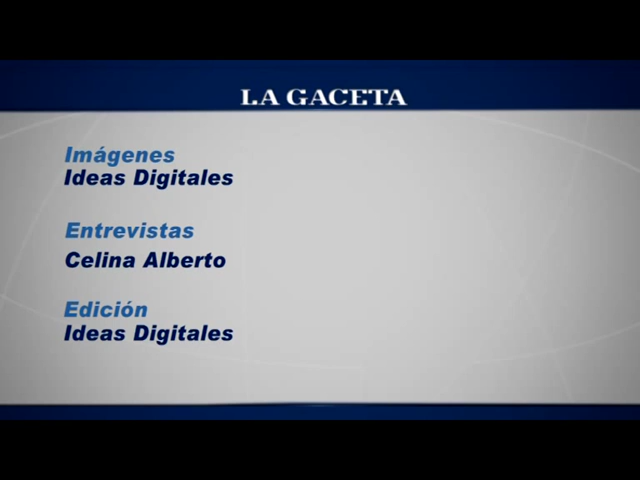 LA GACETA
Imágenes
Ideas Digitales
Entrevistas
Celina Alberto
Edición
Ideas Digitales